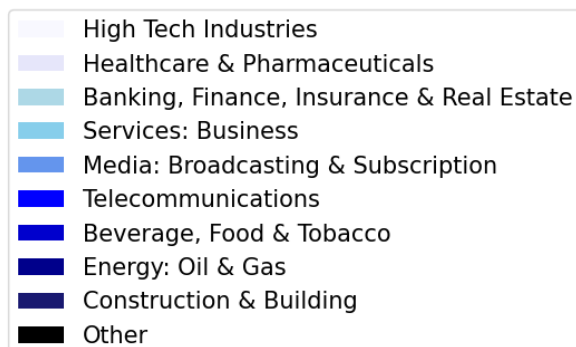 High Tech Industries
Healthcare & Pharmaceuticals
Banking, Finance, Insurance & Real Estate
Services: Business
Media: Broadcasting & Subscription
Telecommunications
Beverage, Food & Tobacco
Energy: Oil & Gas
Construction & Building
Other